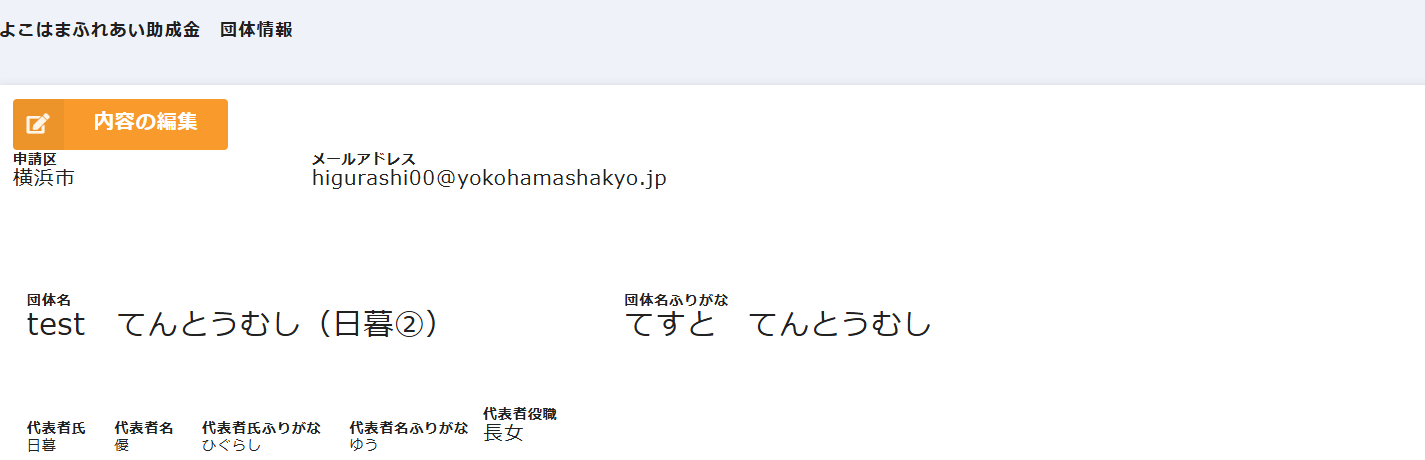 よこはまふれあい助成金　団体情報
内容の編集
申請区　メールアドレス
横浜市　higurashi00@yokohamashakyo.jp
団体名　団体名ふりがな
test　てんとうむし（日暮②）　てすと　てんとうむし
代表者氏　代表者名　代表者氏ふりがな　代表者名ふりがな　代表者役職
日暮　優　ひぐらし　ゆう　長女